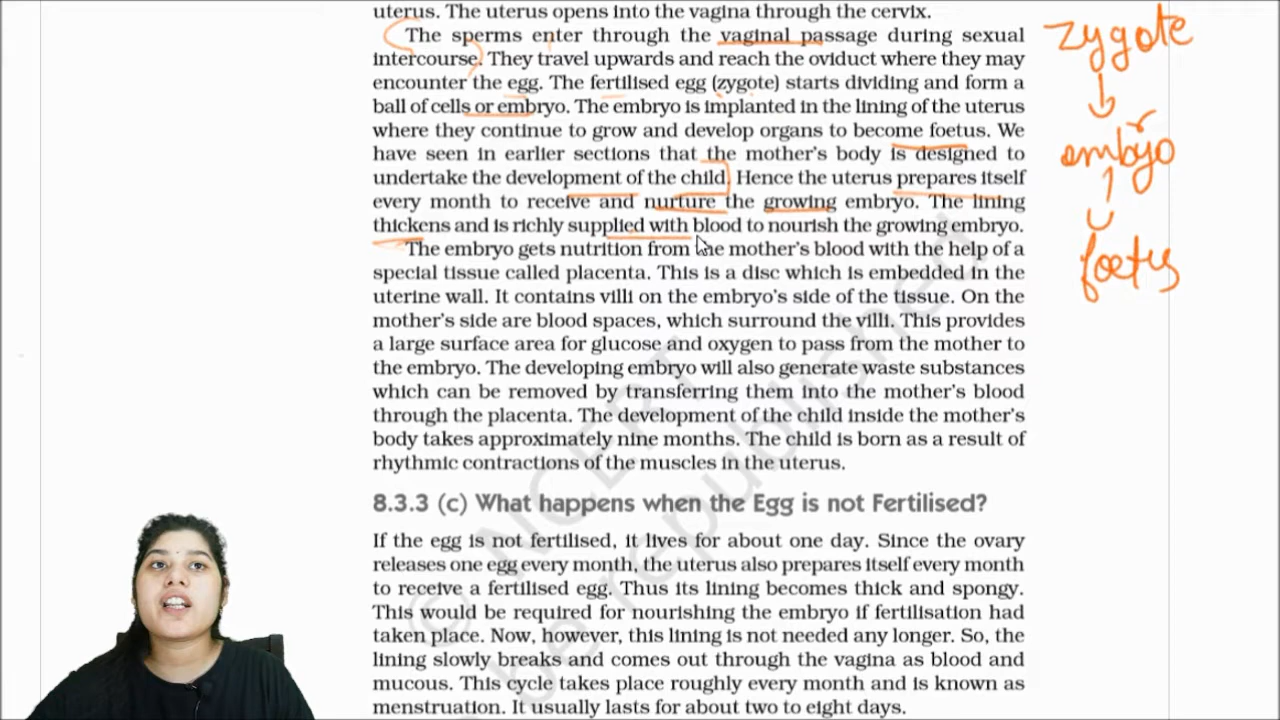 uterus. The uterus opens into the vagina through the cervix.
The sperms enter through the vaginal passage during sexual
intercourse. They travel upwards and reach the oviduct where they may
encounter the egg. The fertilised egg (zygote) starts dividing and form a
ball of cells or embryo. The embryo is implanted in the lining of the uterus
where they continue to grow and develop organs to become foetus. We
have seen in earlier sections that the mother's body is designed to
undertake the development of the child. Hence the uterus prepares itself
every month to receive and nurture the growing embryo. The lining
thickens and is richly supplied with blood to nourish the growing embryo.
The embryo gets nutrition from the mother's blood with the help of a
special tissue called placenta. This is a disc which is embedded in the
uterine wall. It contains villi on the embryo's side of the tissue. On the
mother's side are blood spaces, which surround the villi. This provides
a large surface area for glucose and oxygen to pass from the mother to
the embryo. The developing embryo will also generate waste substances
which can be removed by transferring them into the mother's blood
through the placenta. The development of the child inside the mother's
body takes approximately nine months. The child is born as a result of
rhythmic contractions of the muscles in the uterus.
8.3.3 (c) What happens when the Egg is not Fertilised?
If the egg is not fertilised, it lives for about one day. Since the ovary
releases one egg every month, the uterus also prepares itself every month
to receive a fertilised egg. Thus its lining becomes thick and spongy.
This would be required for nourishing the embryo if fertilisation had
taken place. Now, however, this lining is not needed any longer. So, the
lining slowly breaks and comes out through the vagina as blood and
mucous. This cycle takes place roughly every month and is known as
menstruation. It usually lasts for about two to eight days.
zygote
embryo
foetus
© NCERT
be republished